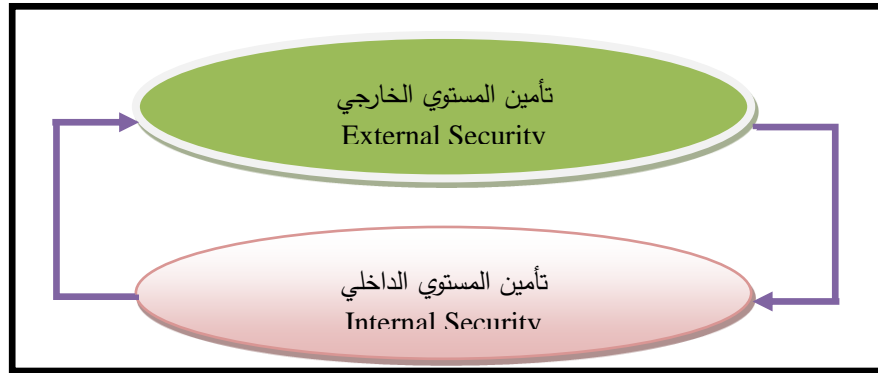 تأمين المستوي الخارجي
External Security
تأمين المستوي الداخلي
Internal Security